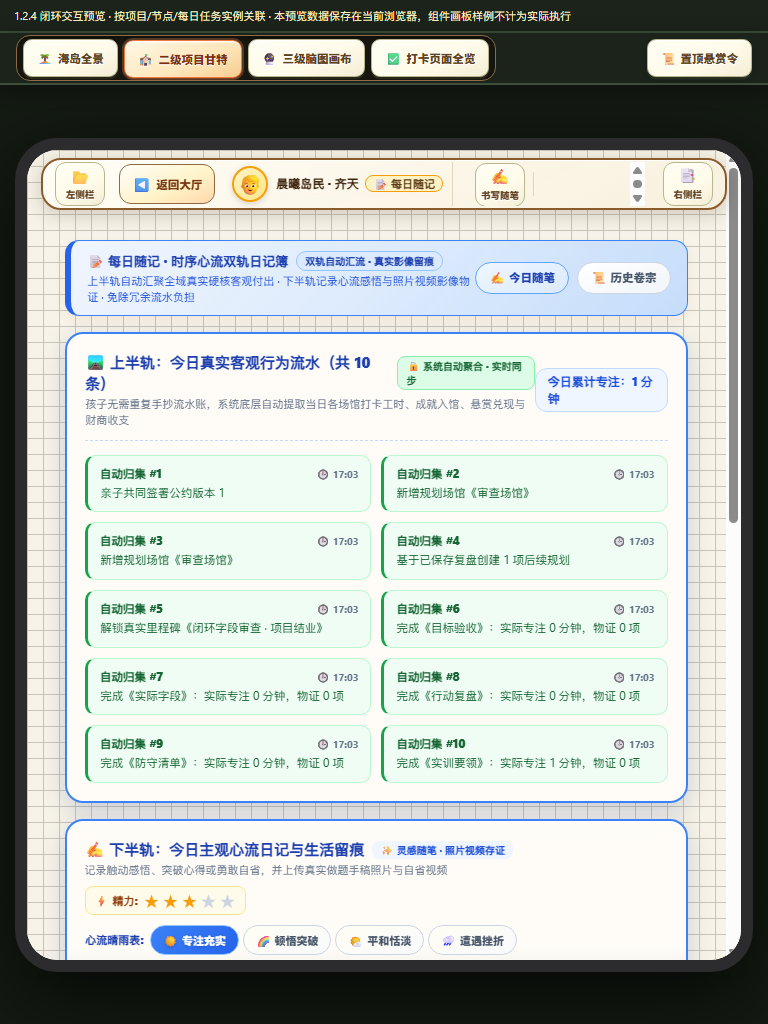 1.2.4 闭环交互预览 · 按项目/节点/每日任务实例关联 · 本预览数据保存在当前浏览器，组件画板样例不计为实际执行
海岛全景
二级项目甘特
三级脑图画布
打卡页面全览
置顶悬赏令
左侧栏
返回大厅
晨曦岛民 · 齐天
每日随记
书写随笔
右侧栏
每日随记 · 时序心流双轨日记簿
双轨自动汇流 · 真实影像留痕
上半轨自动汇聚全域真实硬核客观付出 · 下半轨记录心流感悟与照片视频影像物
证 · 免除冗余流水负担
今日随笔
历史卷宗
上半轨：今日真实客观行为流水（共 10
条）
系统自动聚合 · 实时同
步
今日累计专注：1 分
钟
孩子无需重复手抄流水账，系统底层自动提取当日各场馆打卡工时、成就入馆、悬赏兑现与
财商收支
自动归集 #1
17:03
亲子共同签署公约版本 1
自动归集 #2
17:03
新增规划场馆《审查场馆》
自动归集 #3
17:03
新增规划场馆《审查场馆》
自动归集 #4
17:03
基于已保存复盘创建 1 项后续规划
自动归集 #5
17:03
解锁真实里程碑《闭环字段审查 · 项目结业》
自动归集 #6
17:03
完成《目标验收》：实际专注 0 分钟，物证 0 项
自动归集 #7
17:03
完成《实际字段》：实际专注 0 分钟，物证 0 项
自动归集 #8
17:03
完成《行动复盘》：实际专注 0 分钟，物证 0 项
自动归集 #9
17:03
完成《防守清单》：实际专注 0 分钟，物证 0 项
自动归集 #10
17:03
完成《实训要领》：实际专注 1 分钟，物证 0 项
下半轨：今日主观心流日记与生活留痕
灵感随笔 · 照片视频存证
记录触动感悟、突破心得或勇敢自省，并上传真实做题手稿照片与自省视频
精力:
心流晴雨表:
专注充实
顿悟突破
平和恬淡
遭遇挫折